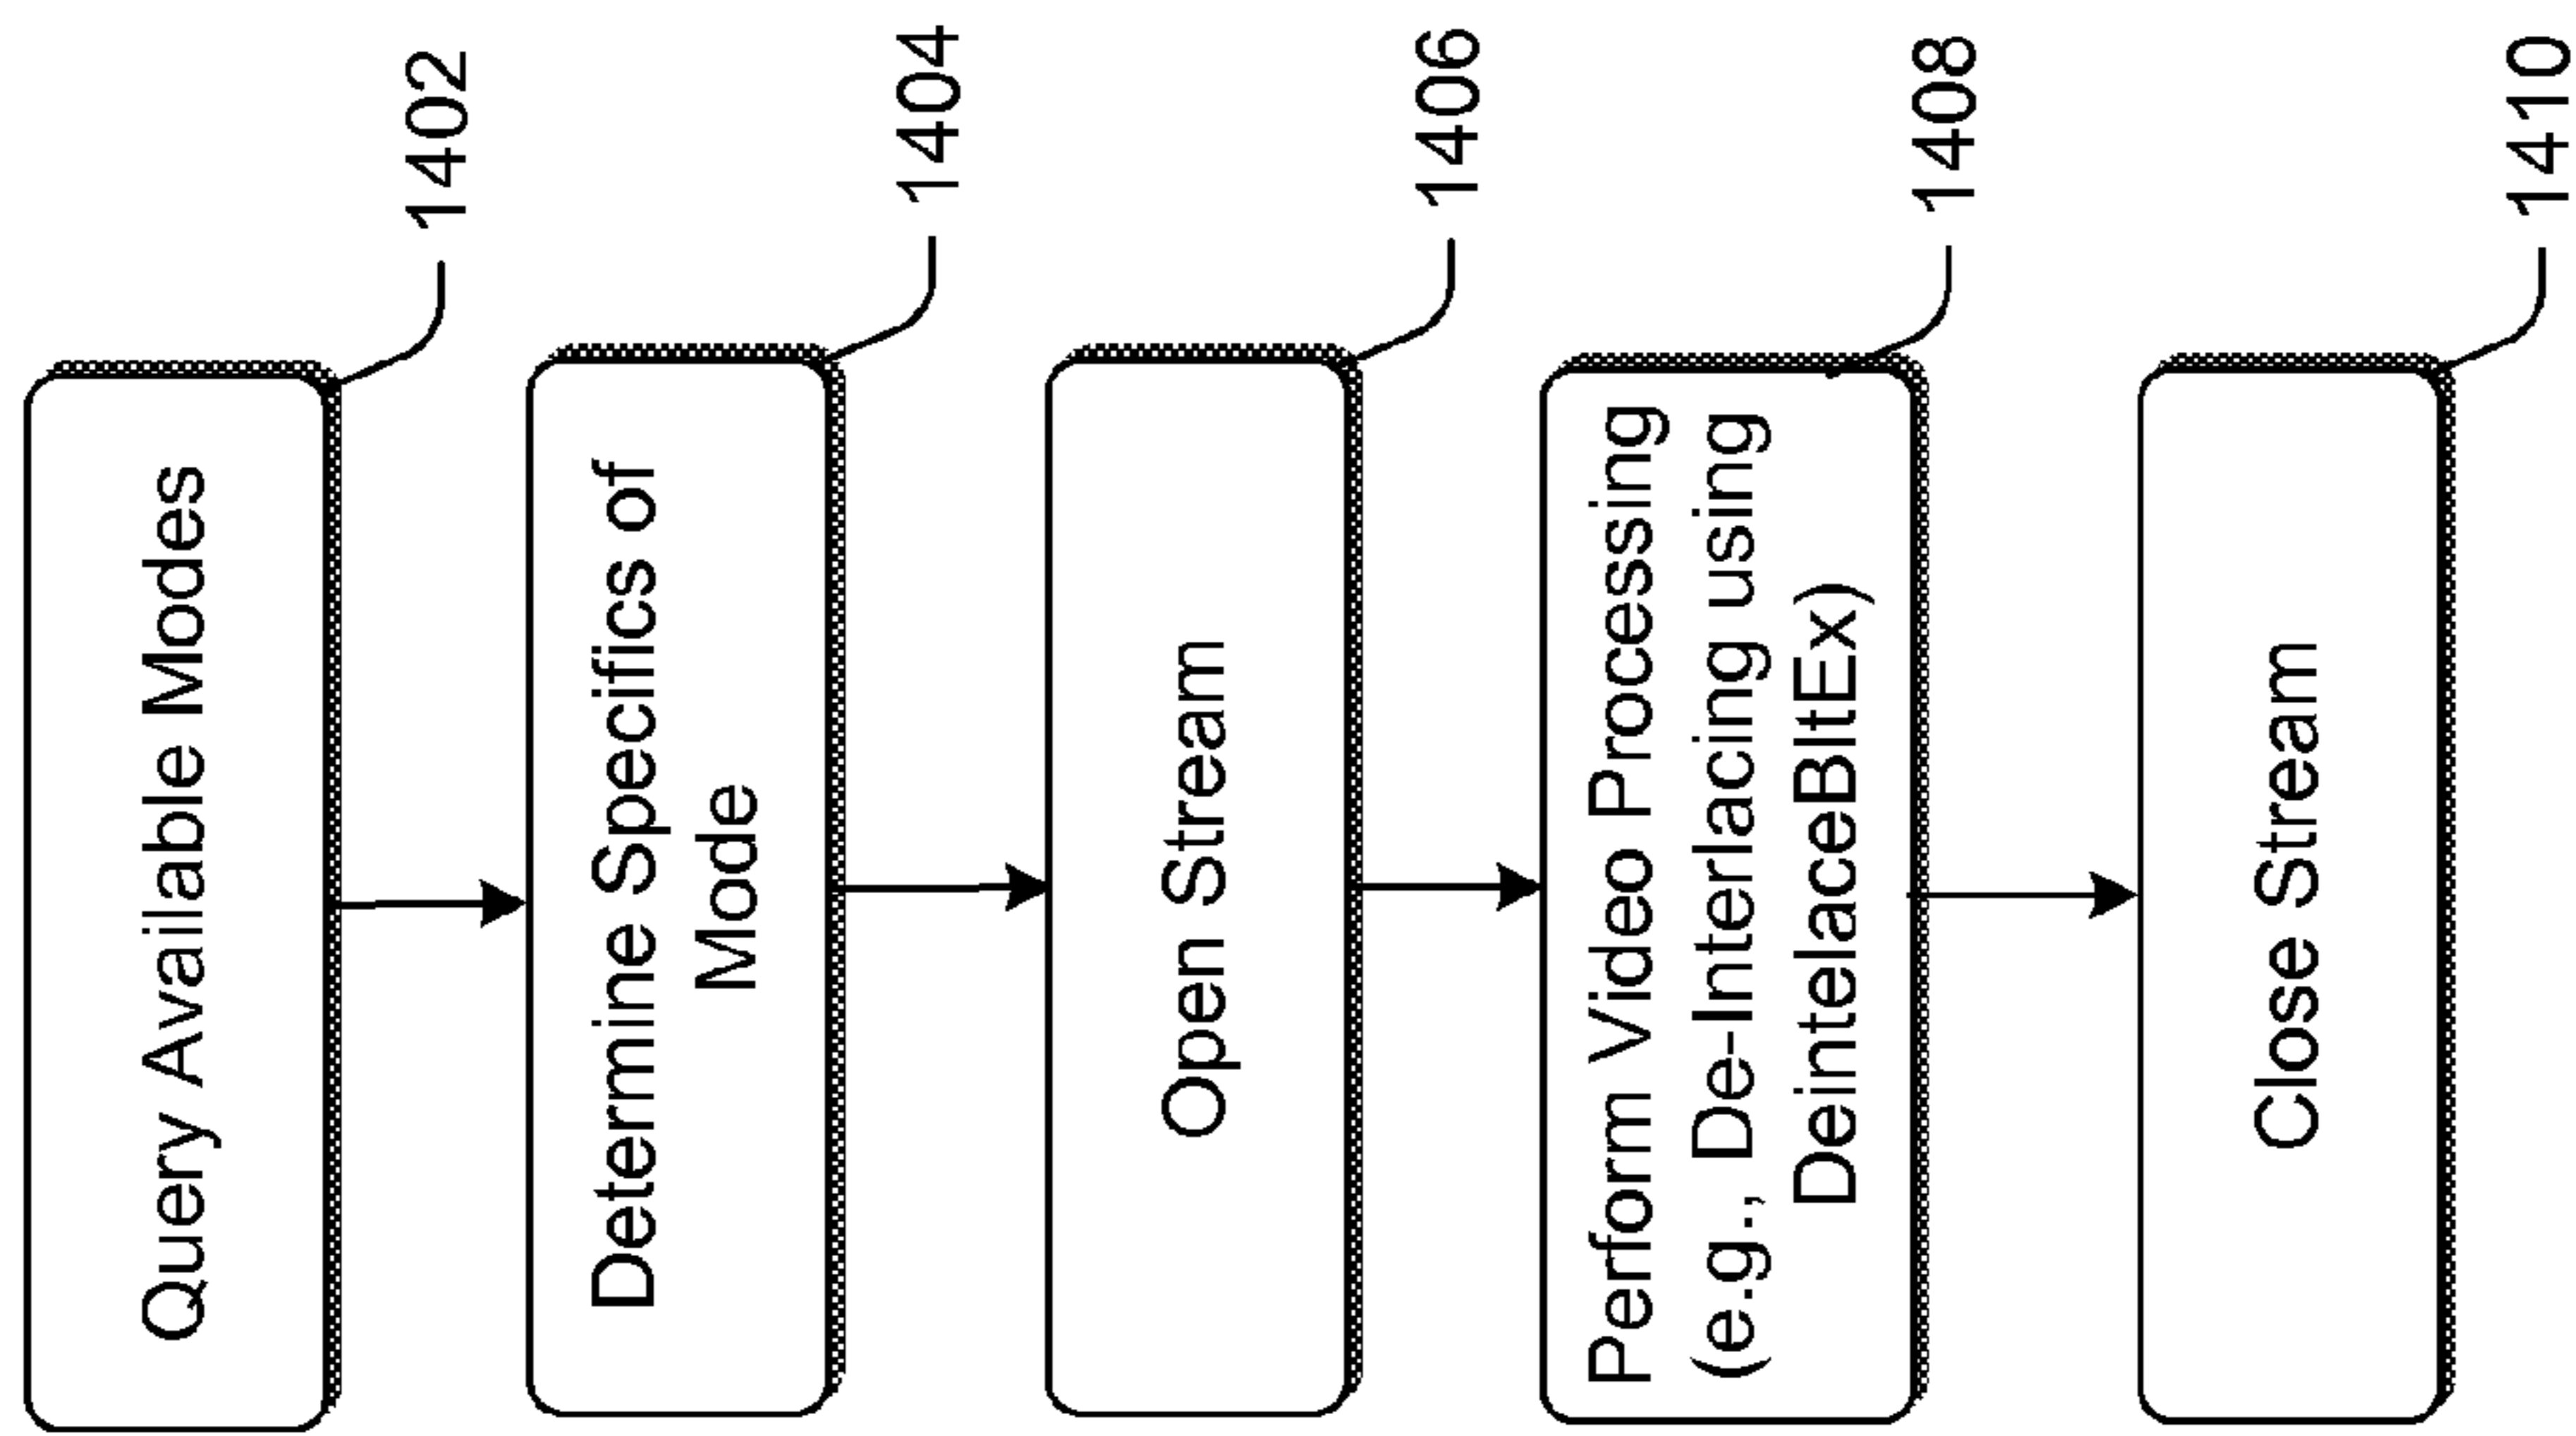 Query Available Modes
1402
Determine Specifics of
Mode
1404
Open Stream
1406
Perform Video Processing
(e.g., De-Interlacing using
DeintelaceBltEx)
1408
Close Stream
1410